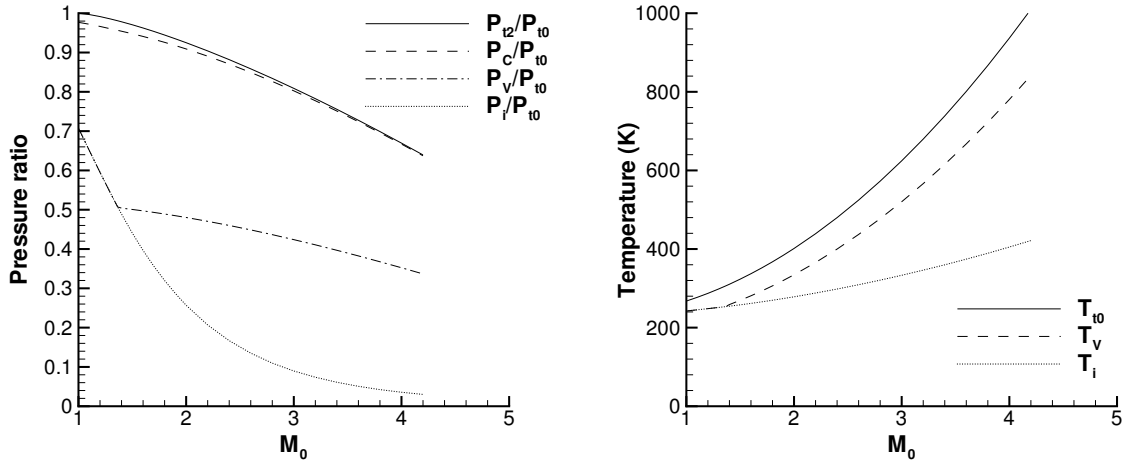 Pressure ratio
1
0.9
0.8
0.7
0.6
0.5
0.4
0.3
0.2
0.1
0
1 2 3 4 5
M0
Pt2/Pt0
PC/Pt0
PV/Pt0
Pi/Pt0
Temperature (K)
1000
800
600
400
200
0
1 2 3 4 5
M0
Tt0
TV
Ti